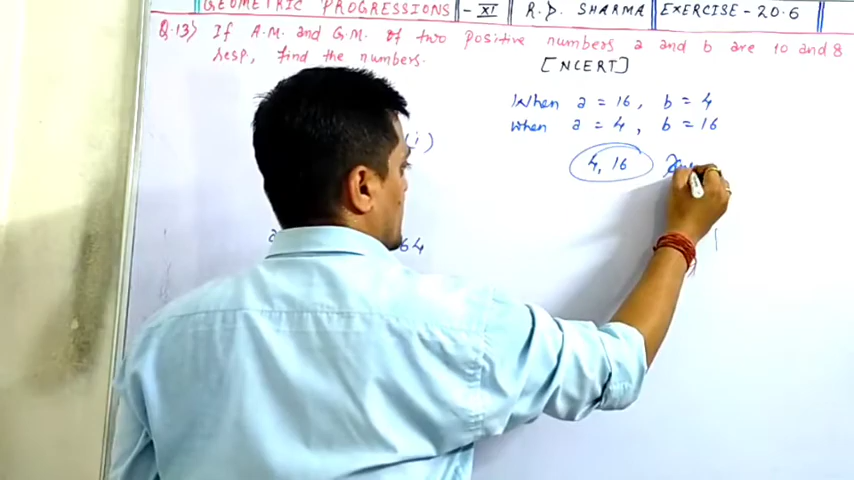 GEOMETRIC PROGRESSIONS - XI R.D. SHARMA EXERCISE - 20.6
Q.13) If A.M. and G.M. of two positive numbers a and b are 10 and 8
resp, find the numbers.
[NCERT]
When a = 16, b = 4
when a = 4, b = 16
(i)
4, 16
64